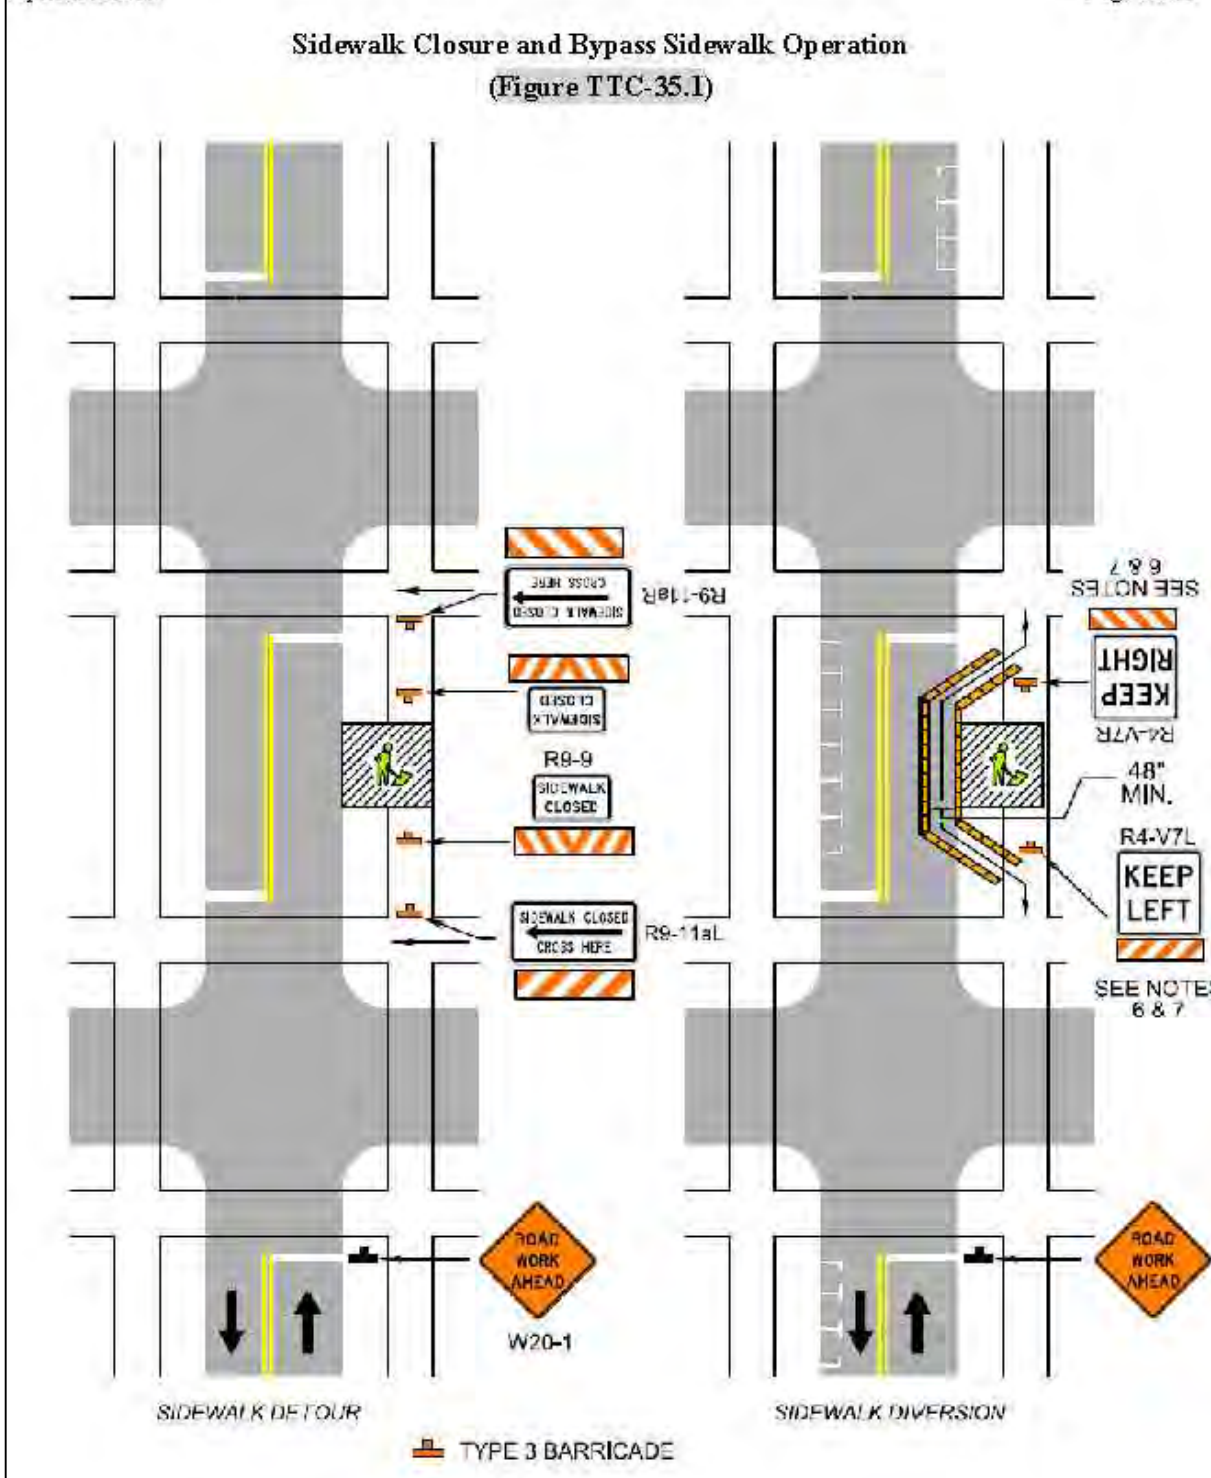 Sidewalk Closure and Bypass Sidewalk Operation
(Figure TTC-35.1)
SIDEWALK CLOSED
CROSS HERE
R9-11aR
SIDEWALK
CLOSED
R9-9
SIDEWALK
CLOSED
SIDEWALK CLOSED
CROSS HERE
R9-11aL
ROAD
WORK
AHEAD
W20-1
SIDEWALK DETOUR
SEE NOTES
6 & 7
KEEP
RIGHT
R4-V7R
48"
MIN.
R4-V7L
KEEP
LEFT
SEE NOTES
6 & 7
ROAD
WORK
AHEAD
SIDEWALK DIVERSION
TYPE 3 BARRICADE